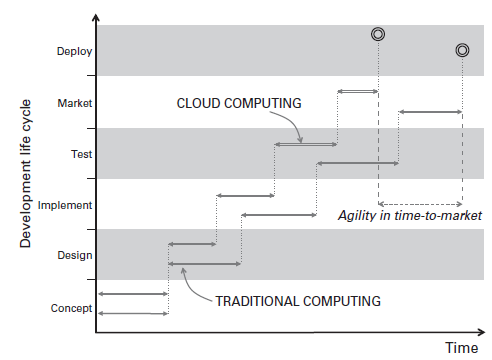 Development life cycle
Deploy
Market
Test
Implement
Design
Concept
CLOUD COMPUTING
Agility in time-to-market
TRADITIONAL COMPUTING
Time